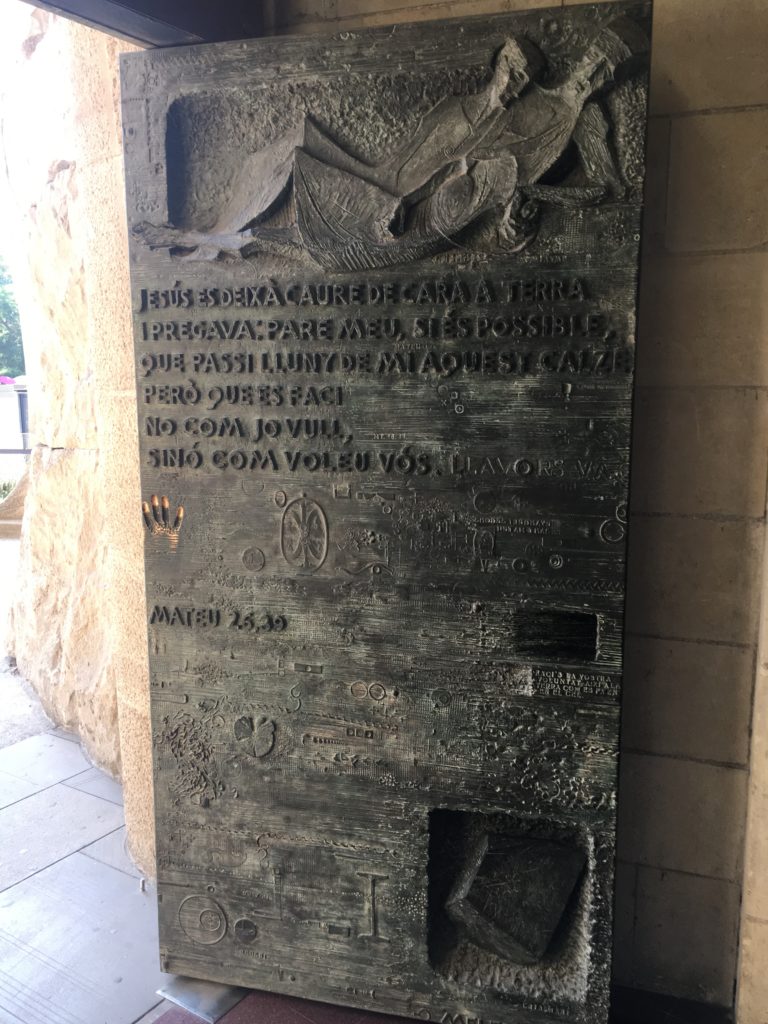 JESÚS ES DEIXÀ CAURE DE CARA A TERRA
I PREGAVA: PARE MEU, SI ÉS POSSIBLE,
QUE PASSI LLUNY DE MI AQUEST CALZE
PERÒ QUE ES FACI
NO COM JO VULL,
SINÓ COM VOLEU VÓS. LLAVORS VA
MATEU 26,39
VOSTRA